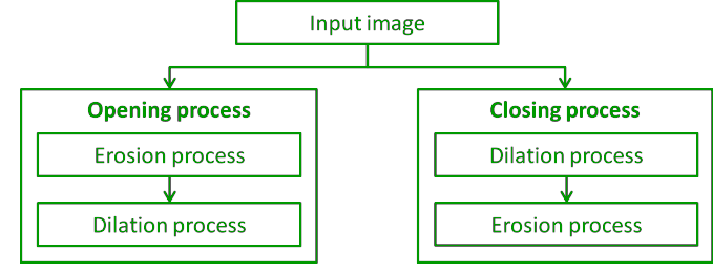 Input image
Opening process
Erosion process
Dilation process
Closing process
Dilation process
Erosion process